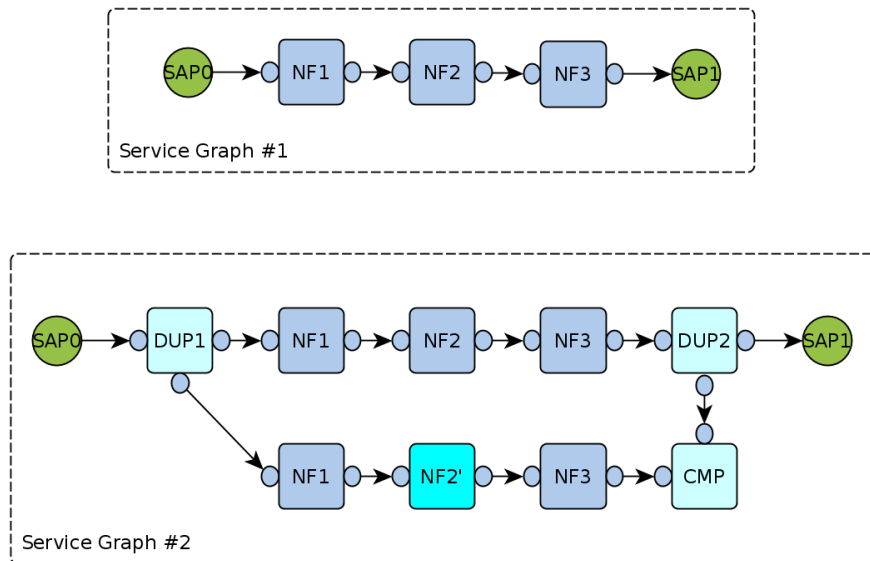 SAP0
NF1
NF2
NF3
SAP1
Service Graph #1
SAP0
DUP1
NF1
NF2
NF3
DUP2
SAP1
NF1
NF2'
NF3
CMP
Service Graph #2